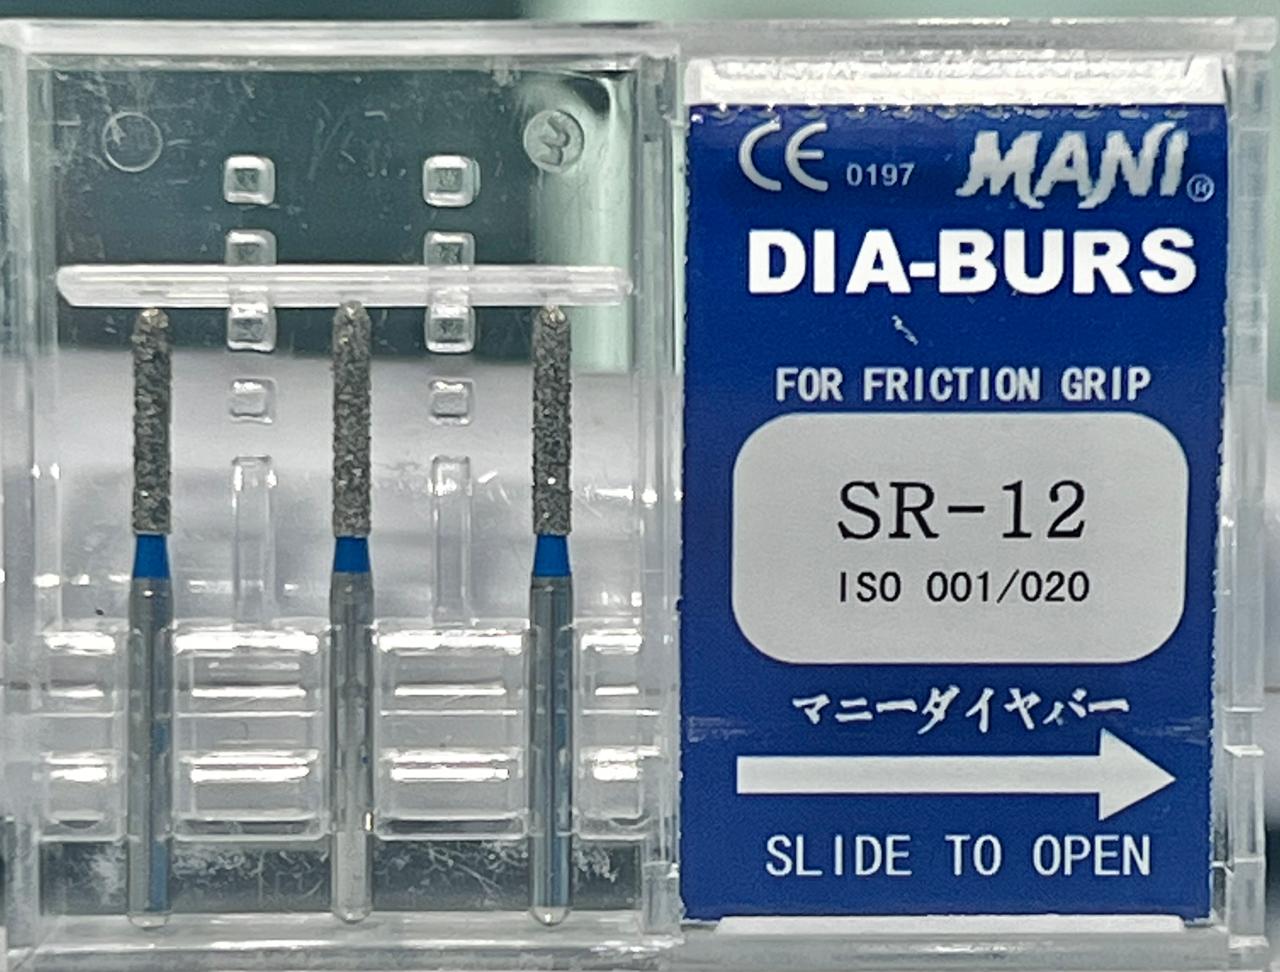 CE 0197 MANI®
DIA-BURS
FOR FRICTION GRIP
SR-12
ISO 001/020
マニーダイヤバー
SLIDE TO OPEN